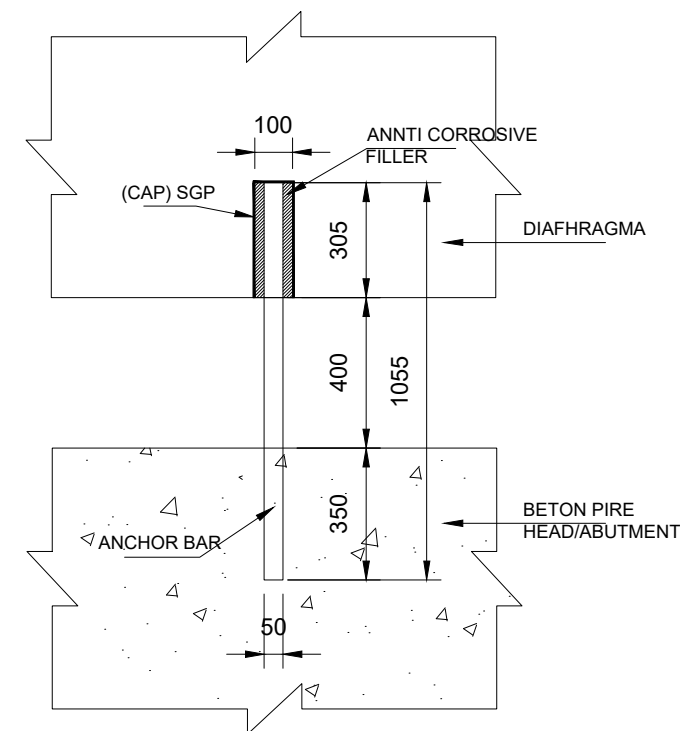 100
ANNTI CORROSIVE
FILLER
(CAP) SGP
305
DIAFHRAGMA
400
1055
350
BETON PIRE
HEAD/ABUTMENT
ANCHOR BAR
50